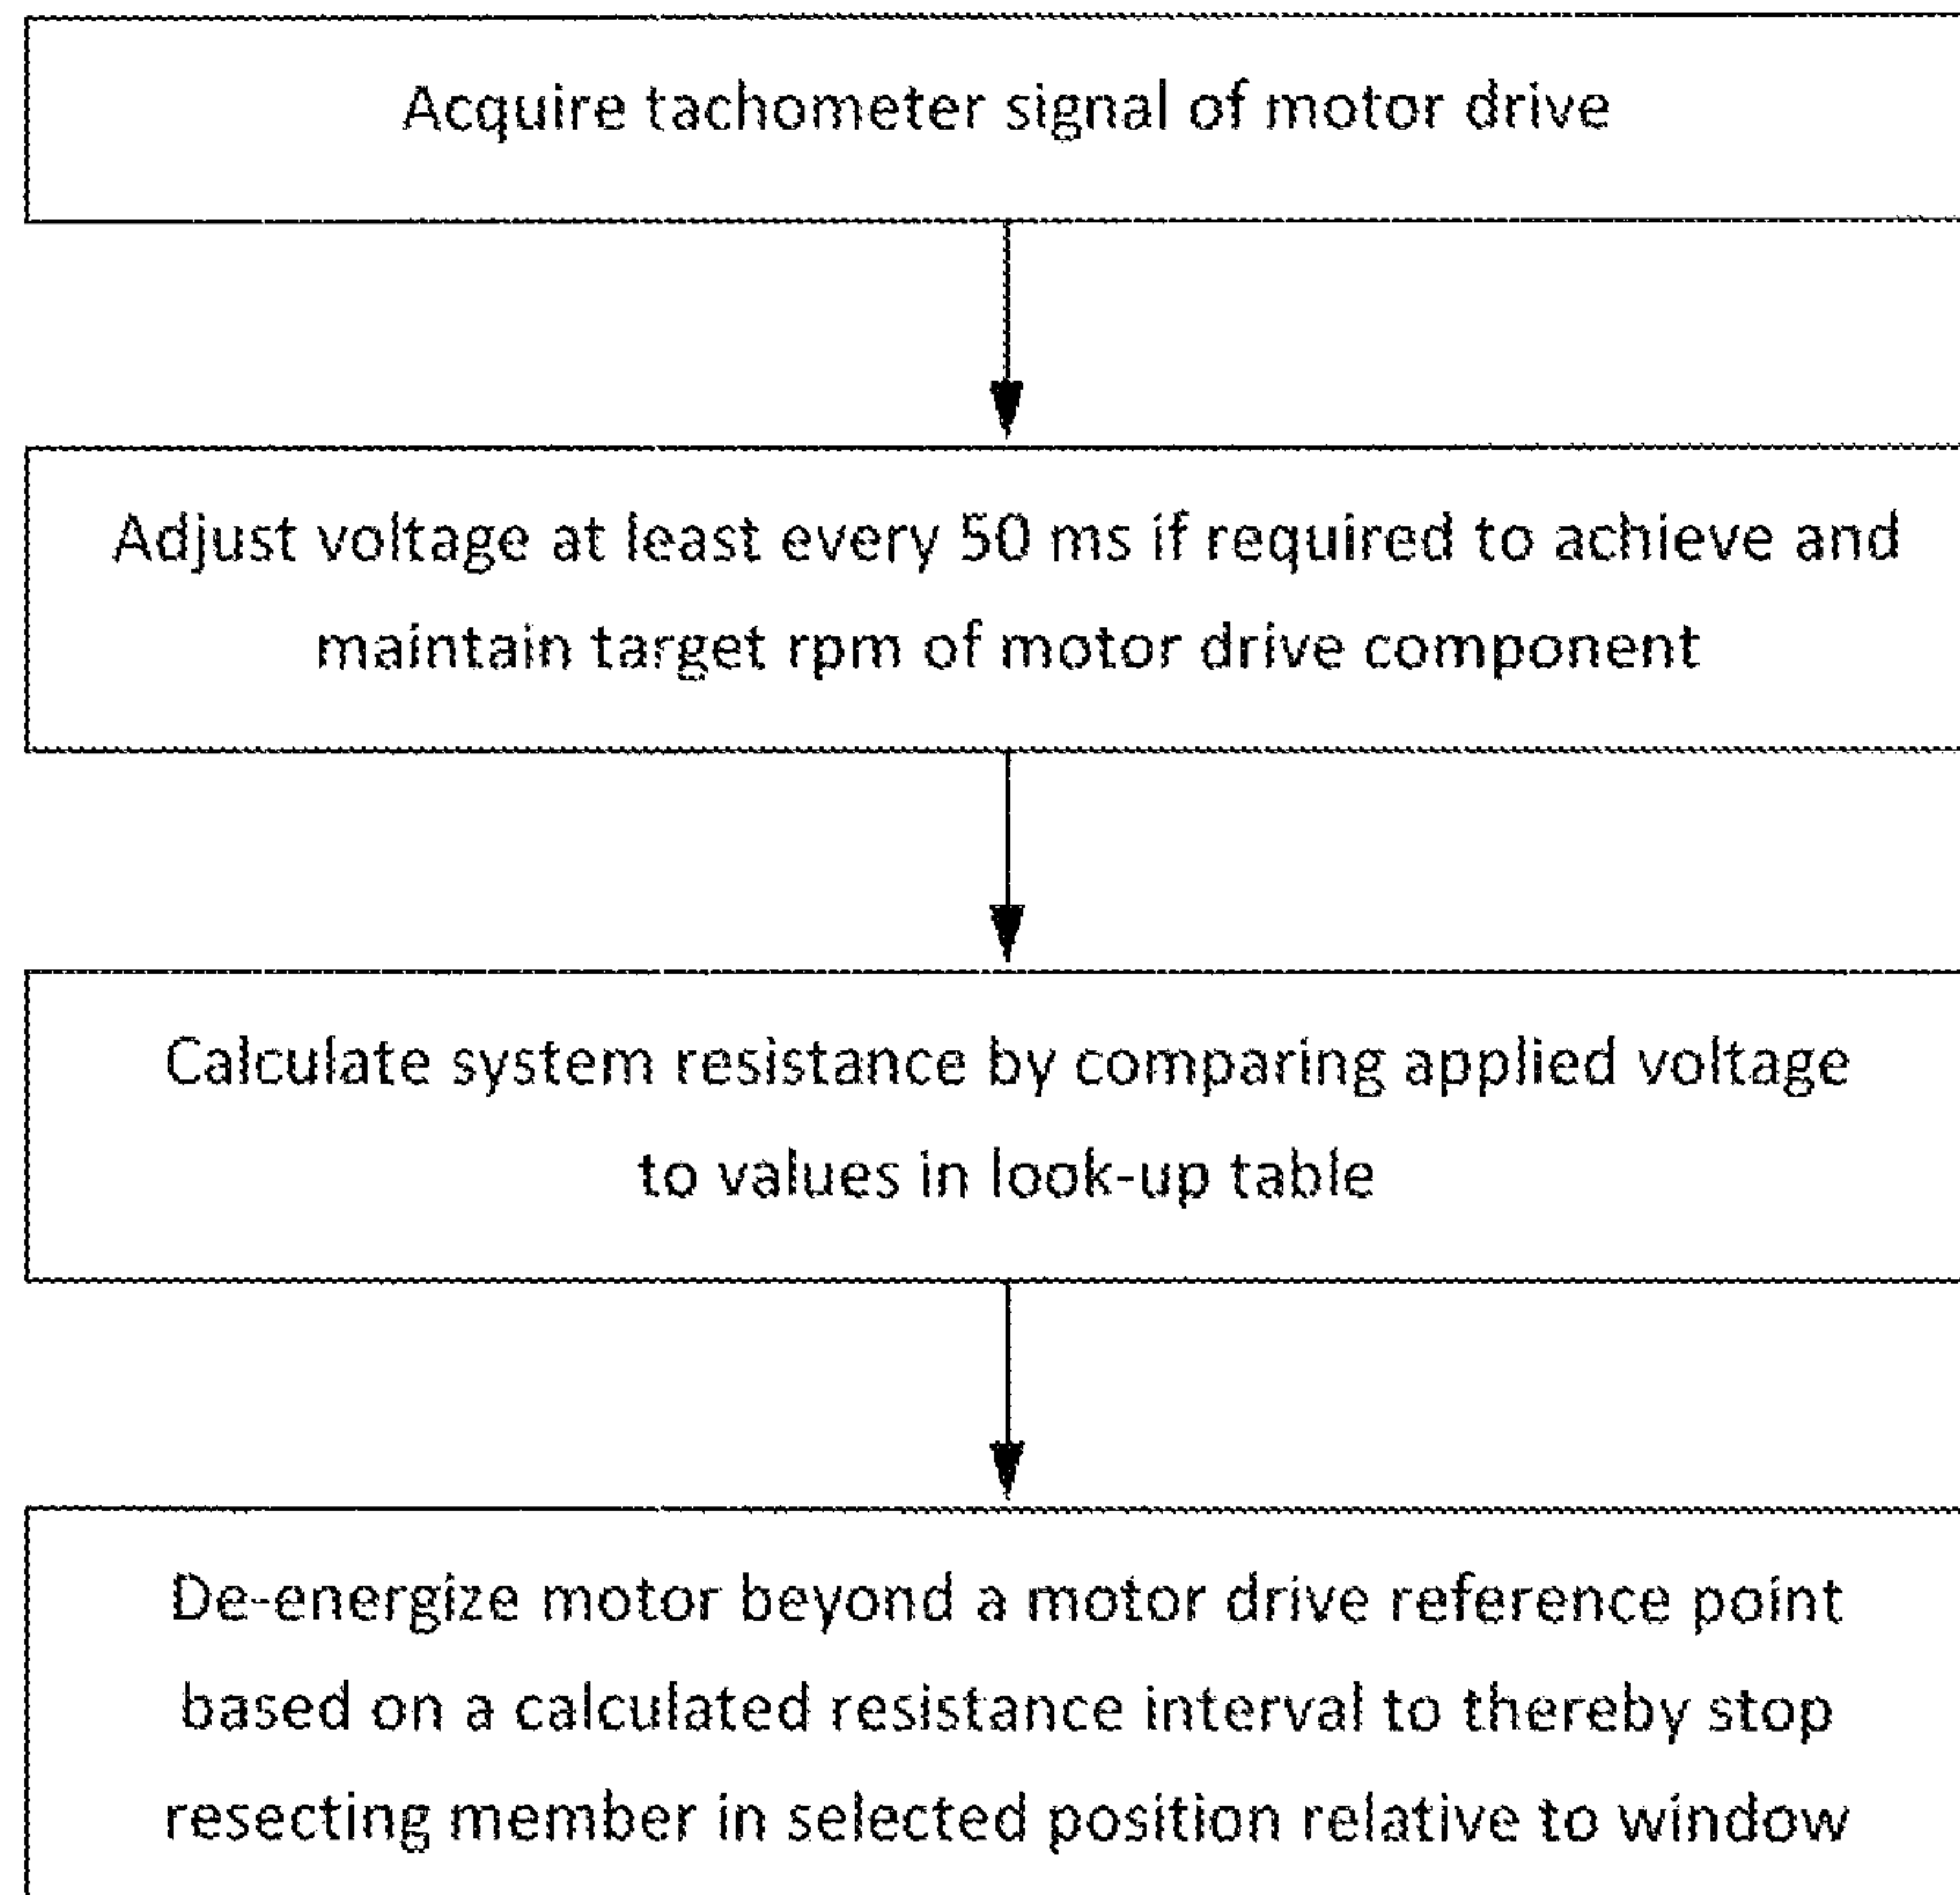 Acquire tachometer signal of motor drive
Adjust voltage at least every 50 ms if required to achieve and
maintain target rpm of motor drive component
Calculate system resistance by comparing applied voltage
to values in look-up table
De-energize motor beyond a motor drive reference point
based on a calculated resistance interval to thereby stop
resecting member in selected position relative to window